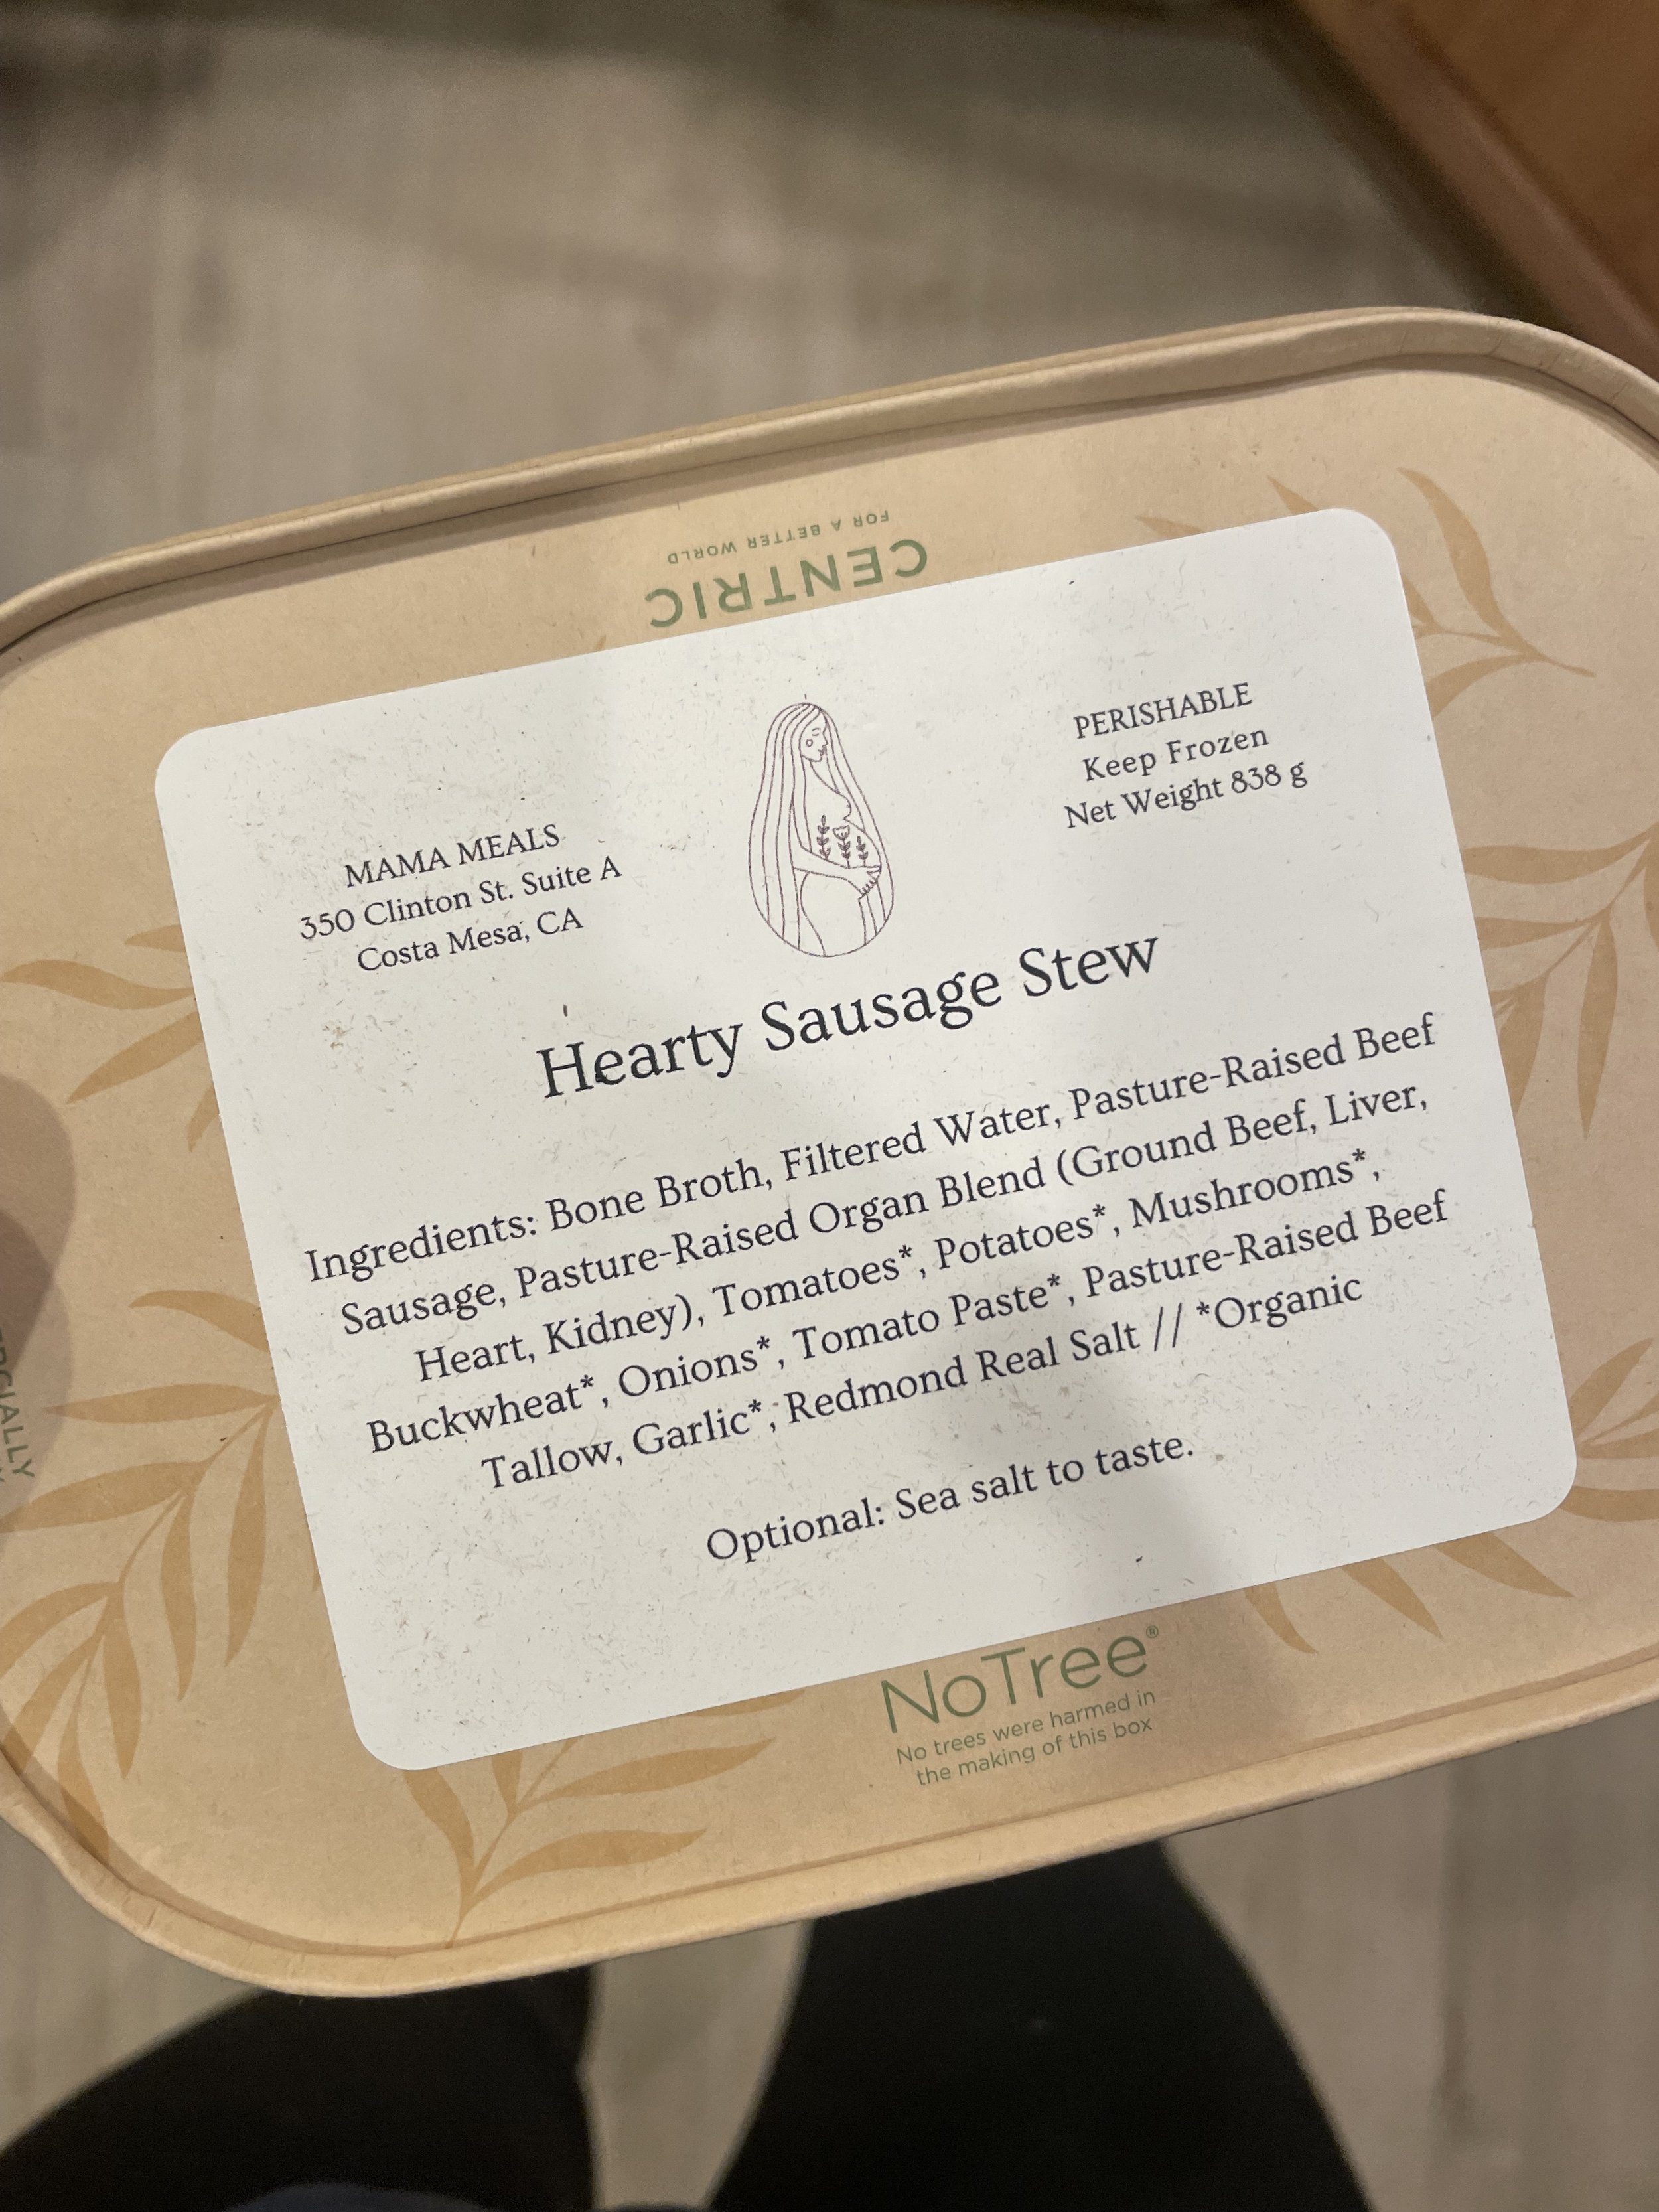 FOR A BETTER WORLD
CENTRIC
MAMA MEALS
350 Clinton St. Suite A
Costa Mesa, CA
PERISHABLE
Keep Frozen
Net Weight 838 g
Hearty Sausage Stew
Ingredients: Bone Broth, Filtered Water, Pasture-Raised Beef
Sausage, Pasture-Raised Organ Blend (Ground Beef, Liver,
Heart, Kidney), Tomatoes*, Potatoes*, Mushrooms*,
Buckwheat*, Onions*, Tomato Paste*, Pasture-Raised Beef
Tallow, Garlic*, Redmond Real Salt // *Organic
Optional: Sea salt to taste.
NoTree®
No trees were harmed in
the making of this box